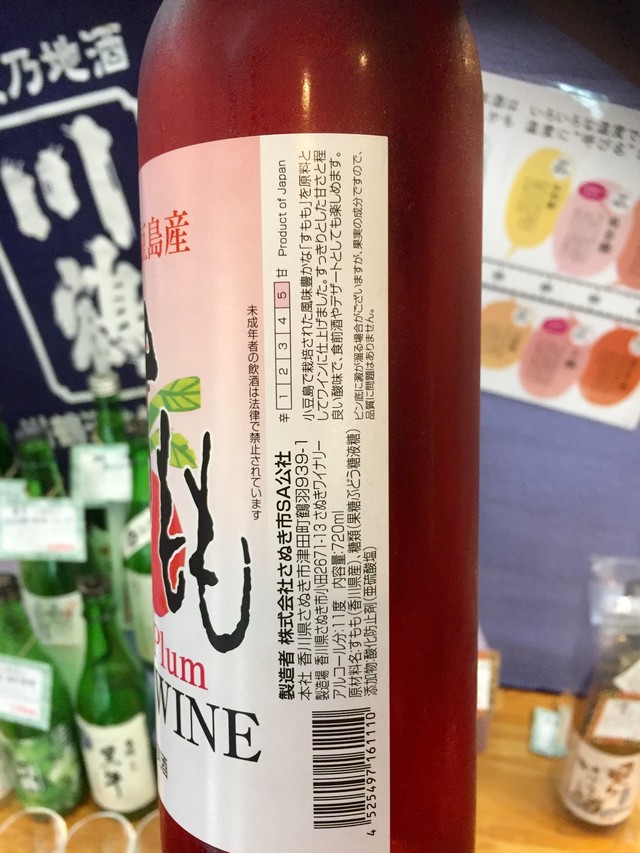 乃地酒
川鶴
島産
すもも
Plum
WINE
酒
未成年者の飲酒は法律で禁止されています
辛 1 2 3 4 5 甘 Product of Japan
小豆島で栽培された風味豊かな「すもも」を原料と
してワインに仕上げました。すっきりとした甘さと程
良い酸味で、食前酒やデザートとしても楽しめます。
ビン底に澱が溜る場合がございますが、果実の成分ですので、
品質に問題はありません。
製造者 株式会社さぬき市SA公社
本社 香川県さぬき市津田町鶴羽939-1
製造場 香川県さぬき市小田2671-13 さぬきワイナリー
アルコール分:11度 内容量:720ml
原材料名:すもも(香川県産)、糖類(果糖ぶどう糖液糖)
添加物:酸化防止剤(亜硫酸塩)
4 525497 161110